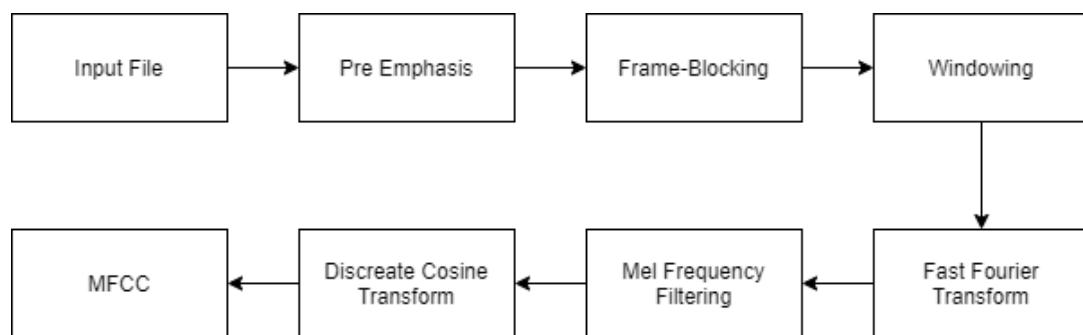 Input File
Pre Emphasis
Frame-Blocking
Windowing
Fast Fourier
Transform
Mel Frequency
Filtering
Discreate Cosine
Transform
MFCC